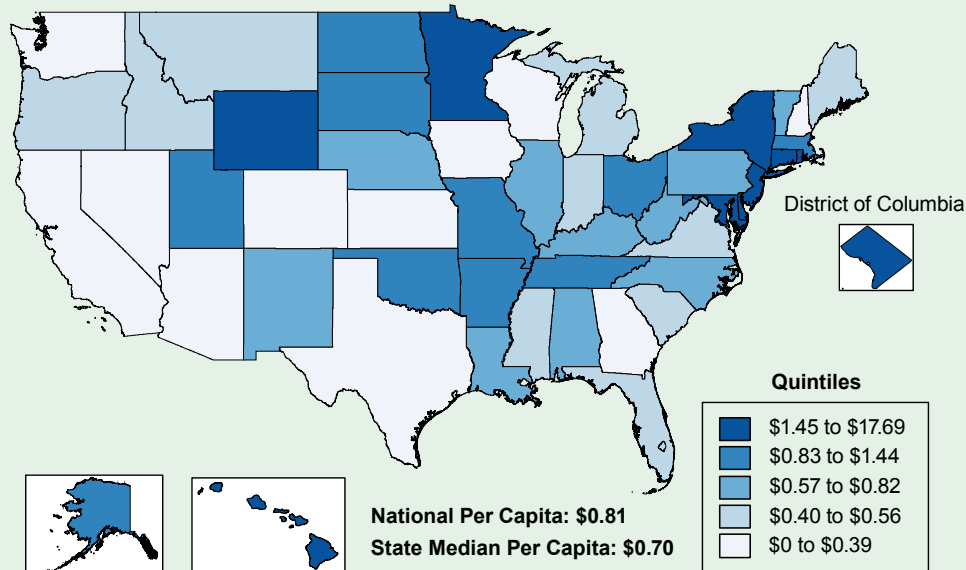 District of Columbia
Quintiles
$1.45 to $17.69
$0.83 to $1.44
$0.57 to $0.82
$0.40 to $0.56
$0 to $0.39
National Per Capita: $0.81
State Median Per Capita: $0.70